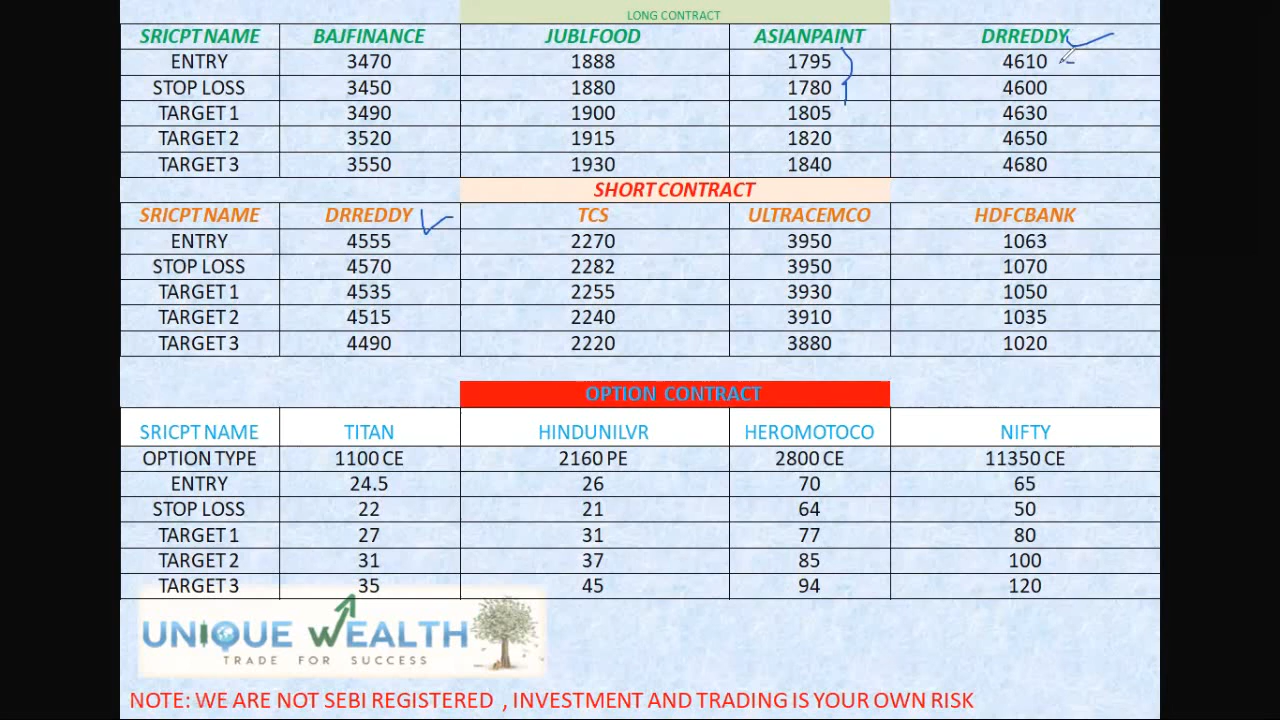 LONG CONTRACT
SRICPT NAME BAJFINANCE JUBLFOOD ASIANPAINT DRREDDY
ENTRY 3470 1888 1795 4610
STOP LOSS 3450 1880 1780 4600
TARGET 1 3490 1900 1805 4630
TARGET 2 3520 1915 1820 4650
TARGET 3 3550 1930 1840 4680
SHORT CONTRACT
SRICPT NAME DRREDDY TCS ULTRACEMCO HDFCBANK
ENTRY 4555 2270 3950 1063
STOP LOSS 4570 2282 3950 1070
TARGET 1 4535 2255 3930 1050
TARGET 2 4515 2240 3910 1035
TARGET 3 4490 2220 3880 1020
OPTION CONTRACT
SRICPT NAME TITAN HINDUNILVR HEROMOTOCO NIFTY
OPTION TYPE 1100 CE 2160 PE 2800 CE 11350 CE
ENTRY 24.5 26 70 65
STOP LOSS 22 21 64 50
TARGET 1 27 31 77 80
TARGET 2 31 37 85 100
TARGET 3 35 45 94 120
UNIQUE WEALTH
TRADE FOR SUCCESS
NOTE: WE ARE NOT SEBI REGISTERED , INVESTMENT AND TRADING IS YOUR OWN RISK